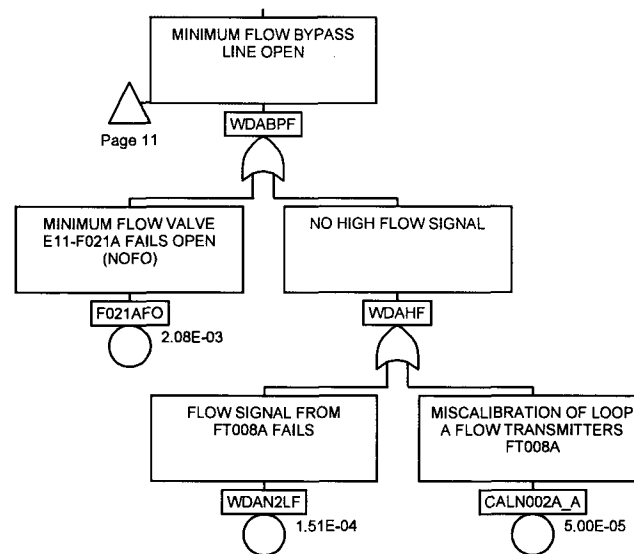 MINIMUM FLOW BYPASS
LINE OPEN
Page 11
WDABPF
MINIMUM FLOW VALVE
E11-F021A FAILS OPEN
(NOFO)
NO HIGH FLOW SIGNAL
F021AFO
2.08E-03
WDAHF
FLOW SIGNAL FROM
FT008A FAILS
MISCALIBRATION OF LOOP
A FLOW TRANSMITTERS
FT008A
WDAN2LF
1.51E-04
CALN002A_A
5.00E-05